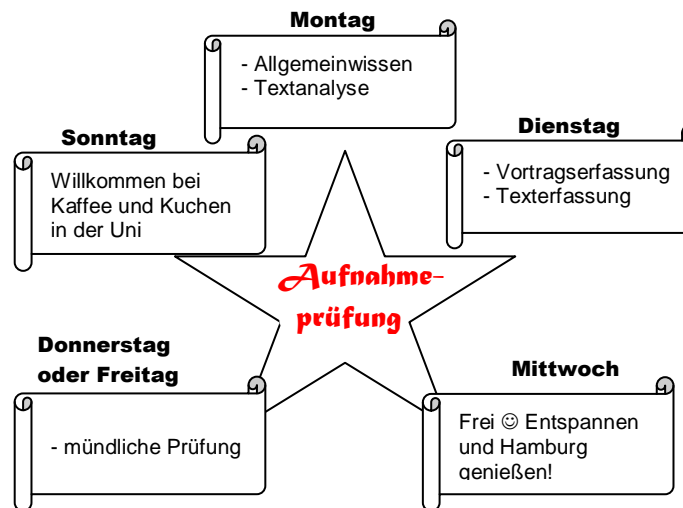 Montag
- Allgemeinwissen
- Textanalyse
Sonntag
Willkommen bei
Kaffee und Kuchen
in der Uni
Dienstag
- Vortragserfassung
- Texterfassung
Aufnahme-
prüfung
Donnerstag
oder Freitag
- mündliche Prüfung
Mittwoch
Frei ☺ Entspannen
und Hamburg
genießen!